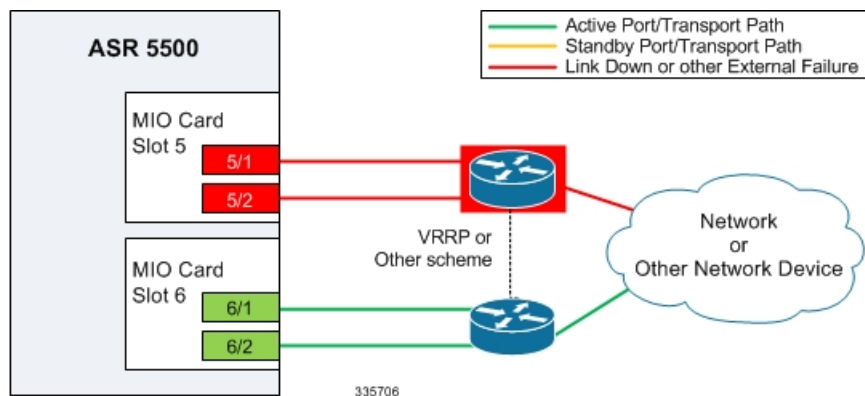 ASR 5500
Active Port/Transport Path
Standby Port/Transport Path
Link Down or other External Failure
MIO Card
Slot 5
5/1
5/2
VRRP or
Other scheme
Network
or
Other Network Device
MIO Card
Slot 6
6/1
6/2
335706